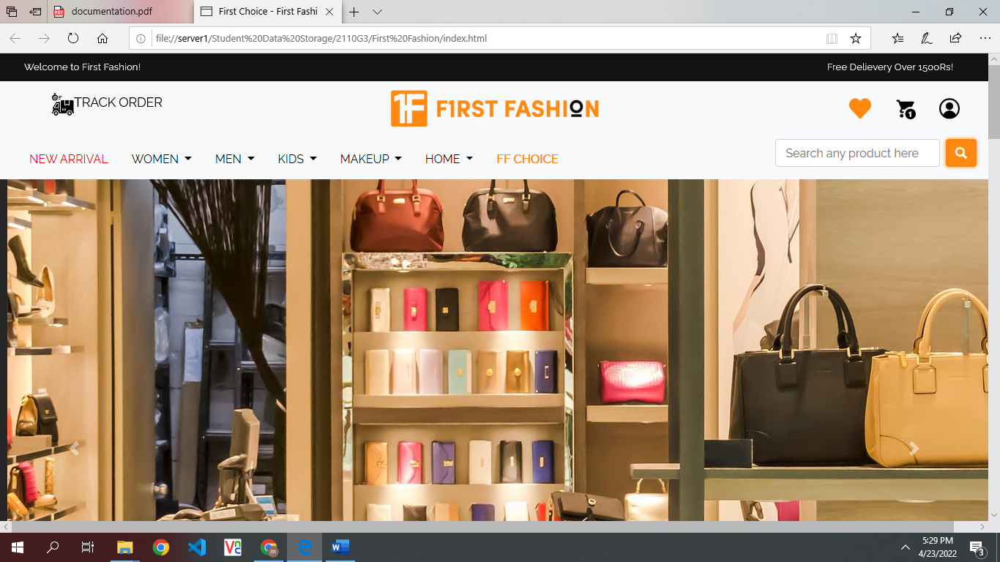 documentation.pdf
First Choice - First Fashi
file://server1/Student%20Data%20Storage/2110G3/First%20Fashion/index.html
Welcome to First Fashion!
Free Delievery Over 1500Rs!
TRACK ORDER
1F F1RST FASHION
1
NEW ARRIVAL
WOMEN
MEN
KIDS
MAKEUP
HOME
FF CHOICE
Search any product here
5:29 PM
4/23/2022
3